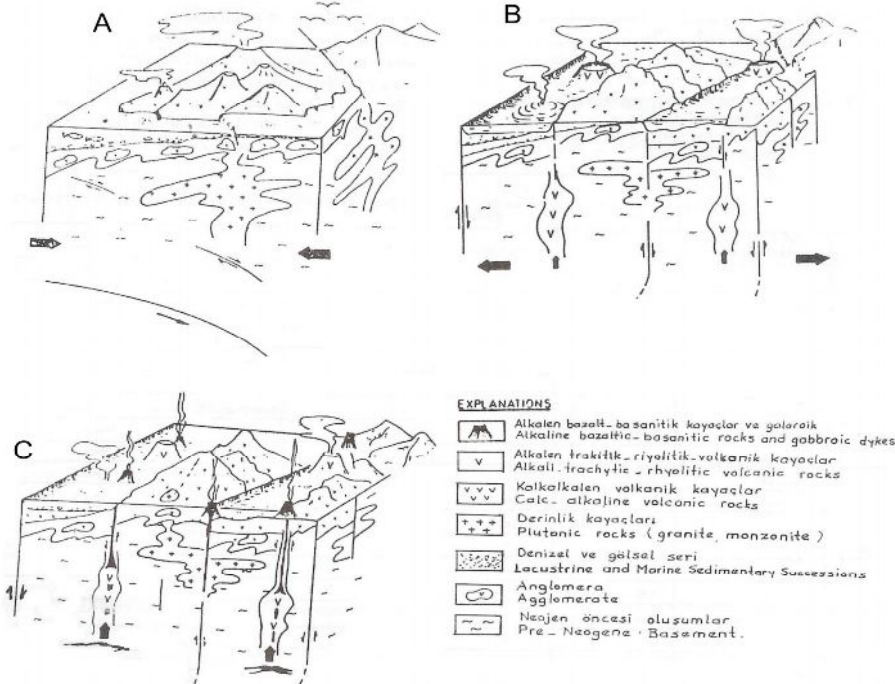 A
B
C
EXPLANATIONS
Alkalen bazalt-basanitik kayaçlar ve gabroik
Alkaline bazaltic-basanitic rocks and gabbroic dykes
Alkalen trakitik-riyolitik-volkanik kayaçlar
Alkali-trachytic-rhyolitic volcanic rocks
Kalkalkalen volkanik kayaçlar
Calc-alkaline volcanic rocks
Derinlik kayaçları
Plutonic rocks (granite, monzonite)
Denizel ve gölsel seri
Lacustrine and Marine Sedimentary Successions
Anglomera
Agglomerate
Neojen öncesi oluşumlar
Pre-Neogene Basement.